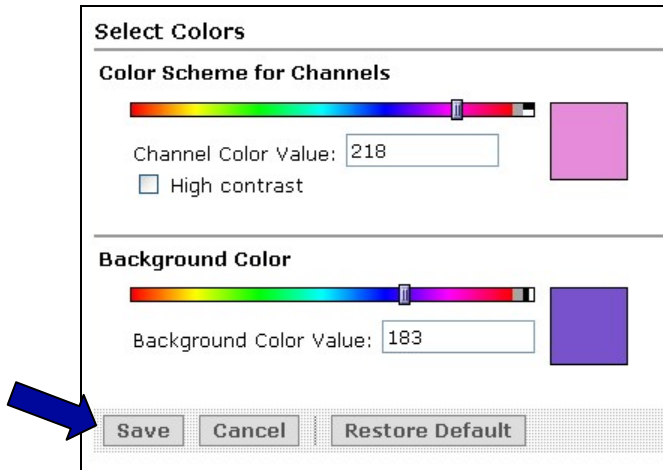 Select Colors
Color Scheme for Channels
Channel Color Value: 218
High contrast
Background Color
Background Color Value: 183
Save Cancel Restore Default